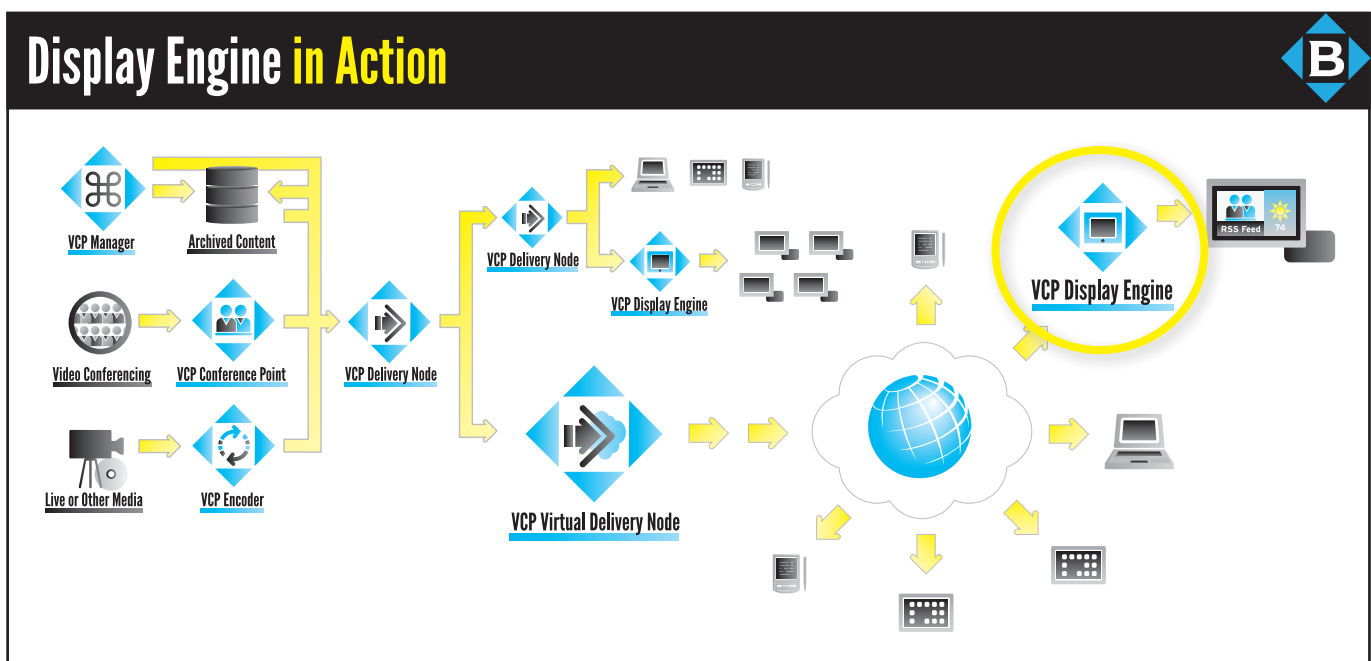 Display Engine in Action
B
VCP Manager
Archived Content
VCP Delivery Node
VCP Display Engine
RSS Feed
74
VCP Display Engine
Video Conferencing
VCP Conference Point
VCP Delivery Node
Live or Other Media
VCP Encoder
VCP Virtual Delivery Node